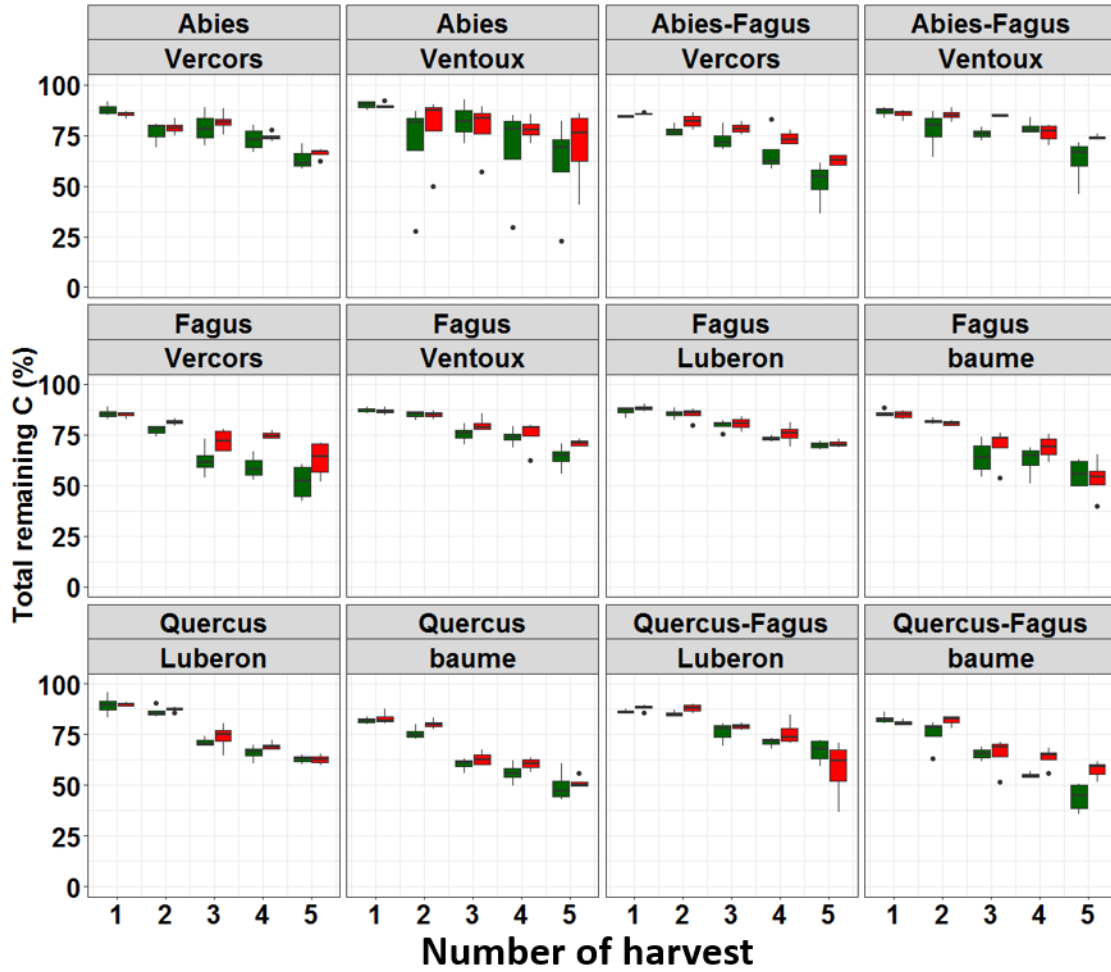 Abies
Abies
Abies-Fagus
Abies-Fagus
Vercors
Ventoux
Vercors
Ventoux
100
75
50
25
0
Fagus
Fagus
Fagus
Fagus
Vercors
Ventoux
Luberon
baume
100
75
50
25
0
Total remaining C (%)
Quercus
Quercus
Quercus-Fagus
Quercus-Fagus
Luberon
baume
Luberon
baume
100
75
50
25
0
1 2 3 4 5
1 2 3 4 5
1 2 3 4 5
1 2 3 4 5
Number of harvest